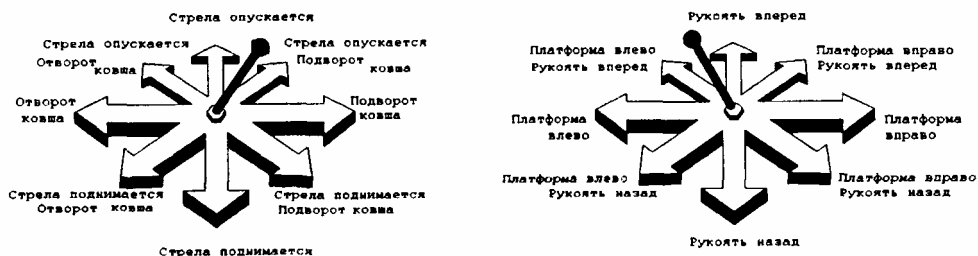 Стрела опускается
Стрела опускается
Отворот ковша
Стрела опускается
Подворот ковша
Отворот
ковша
Подворот
ковша
Стрела поднимается
Отворот ковша
Стрела поднимается
Подворот ковша
Стрела поднимается
Рукоять вперед
Платформа влево
Рукоять вперед
Платформа вправо
Рукоять вперед
Платформа
влево
Платформа
вправо
Платформа влево
Рукоять назад
Платформа вправо
Рукоять назад
Рукоять назад